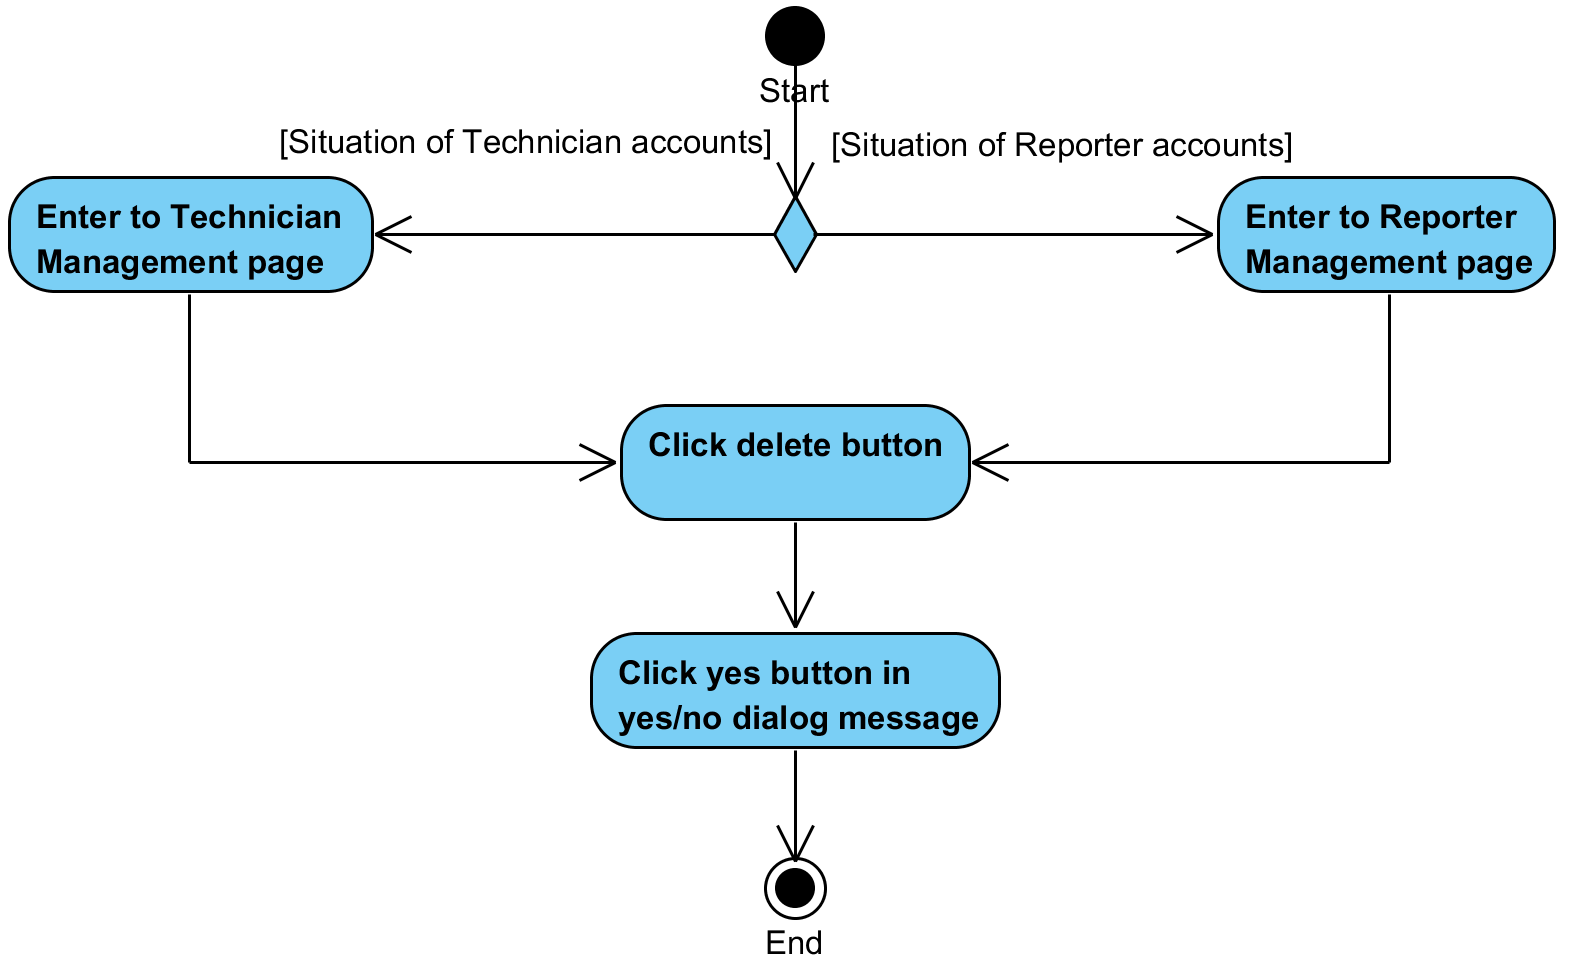 Start
[Situation of Technician accounts]
[Situation of Reporter accounts]
Enter to Technician
Management page
Enter to Reporter
Management page
Click delete button
Click yes button in
yes/no dialog message
End